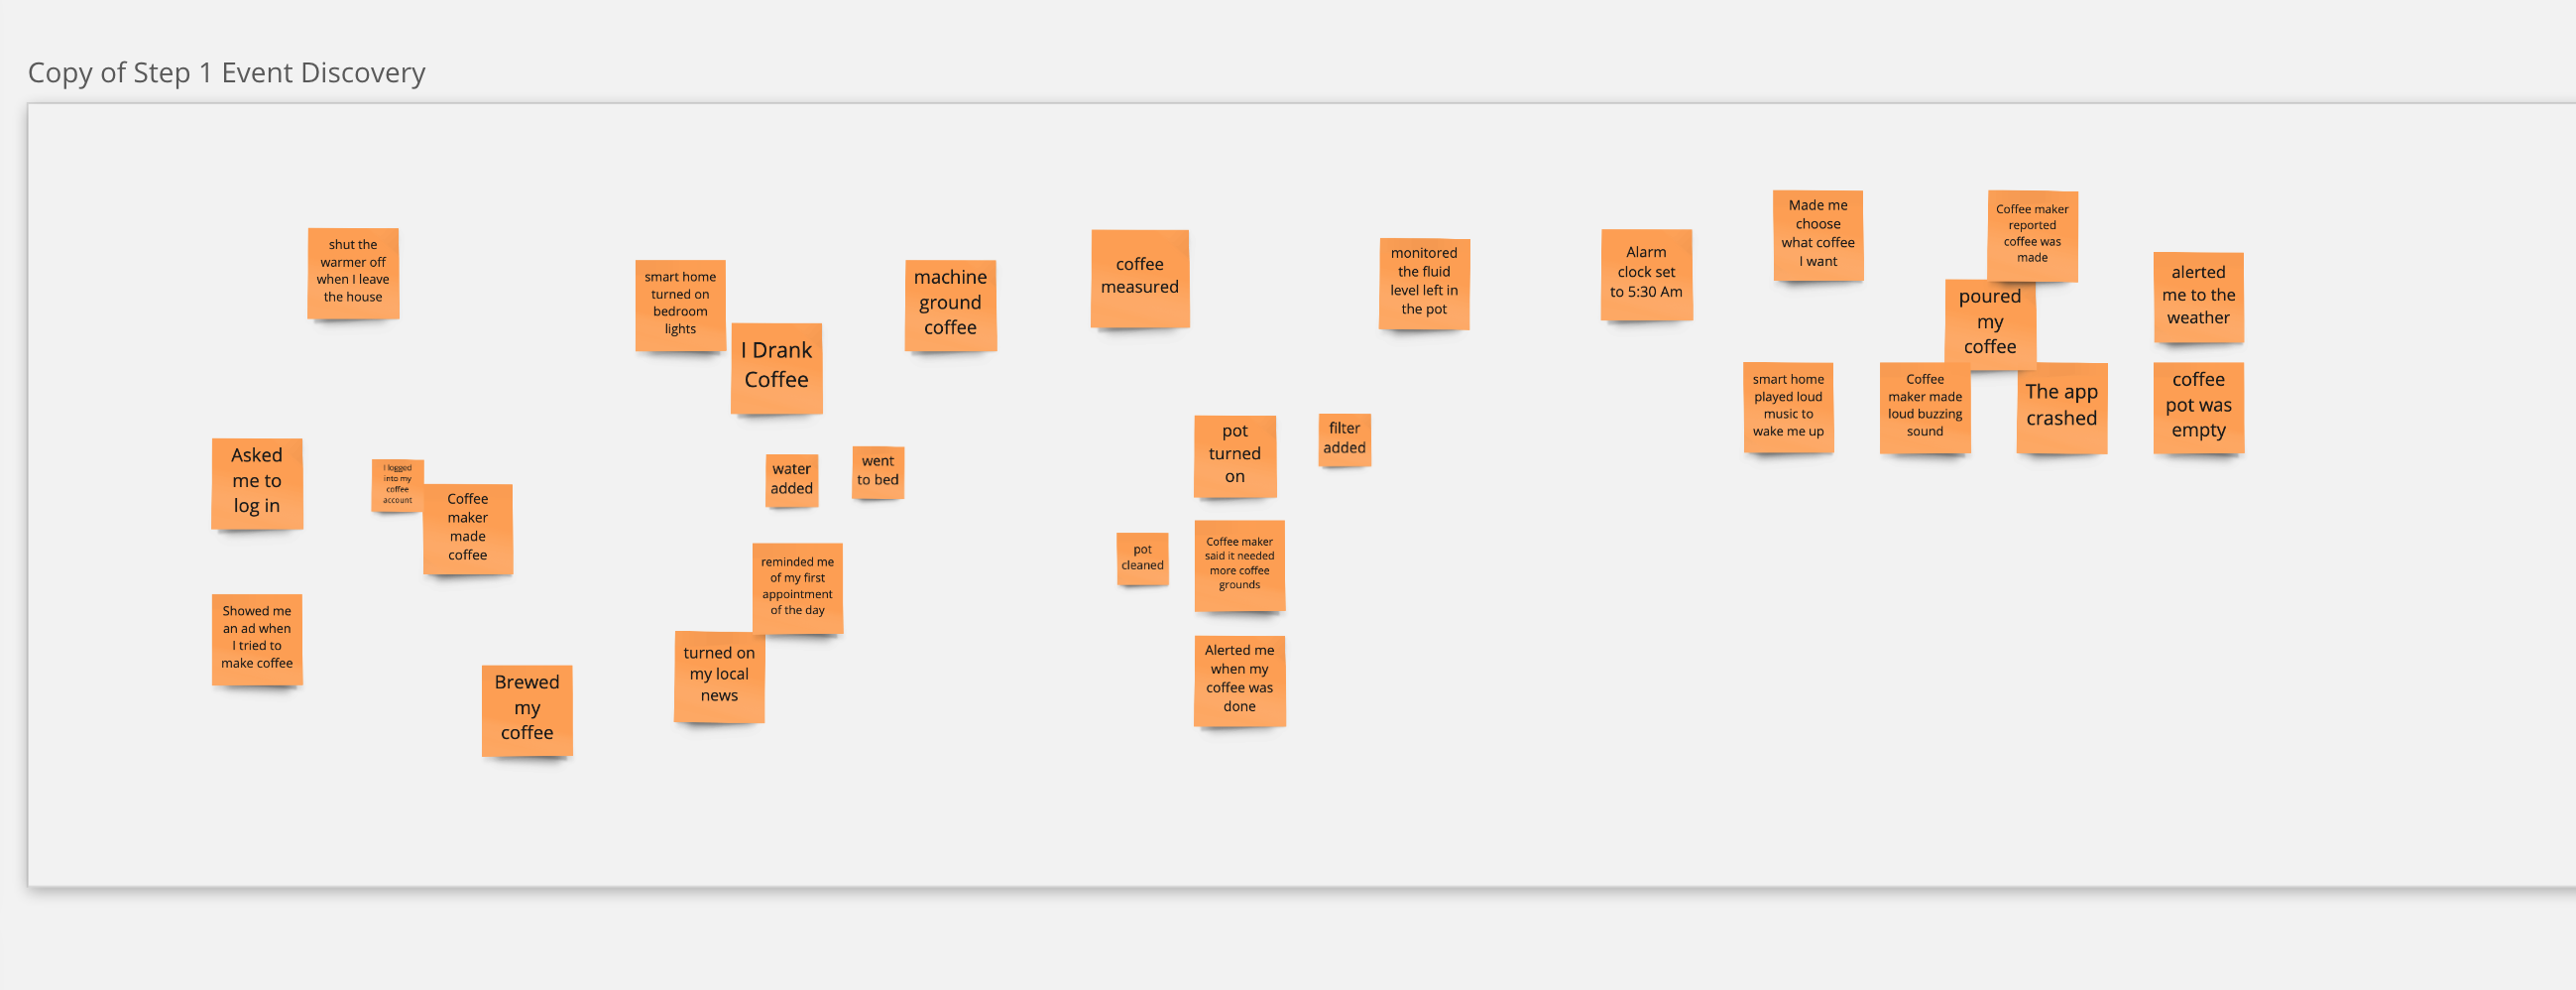 Copy of Step 1 Event Discovery
shut the
warmer off
when I leave
the house
smart home
turned on
bedroom
lights
I Drank
Coffee
machine
ground
coffee
coffee
measured
monitored
the fluid
level left in
the pot
Alarm
clock set
to 5:30 Am
Made me
choose
what coffee
I want
Coffee maker
reported
coffee was
made
poured
my
coffee
alerted
me to the
weather
smart home
played loud
music to
wake me up
Coffee
maker made
loud buzzing
sound
The app
crashed
coffee
pot was
empty
Asked
me to
log in
I logged
into my
coffee
account
Coffee
maker
made
coffee
water
added
went
to bed
pot
turned
on
filter
added
pot
cleaned
Coffee maker
said it needed
more coffee
grounds
reminded me
of my first
appointment
of the day
Showed me
an ad when
I tried to
make coffee
Brewed
my
coffee
turned on
my local
news
Alerted me
when my
coffee was
done